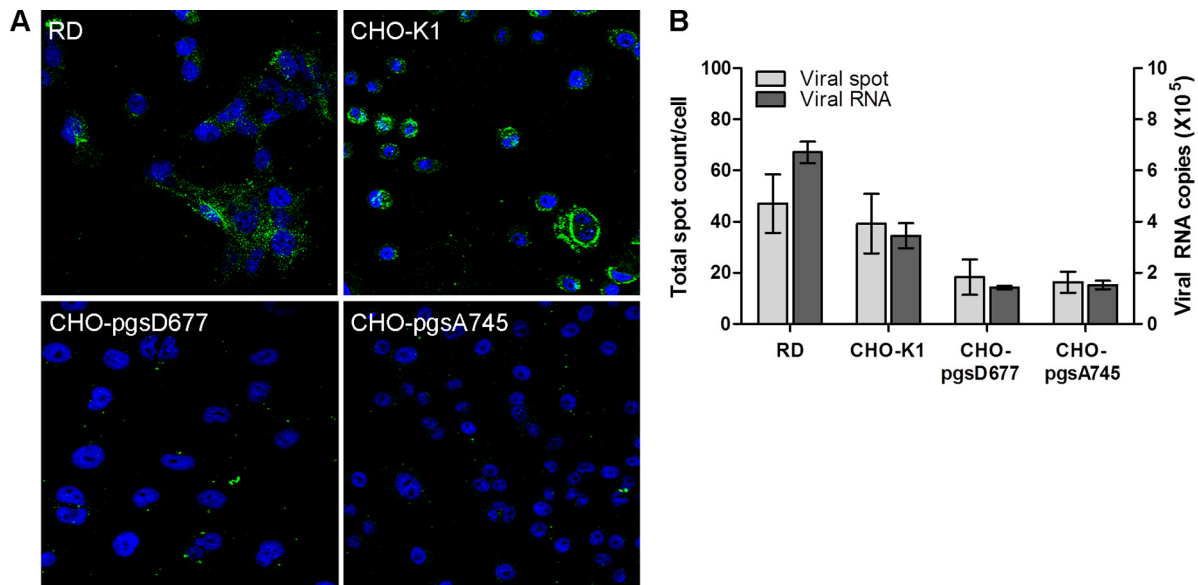 A
RD
CHO-K1
CHO-pgsD677
CHO-pgsA745
B
Viral spot
Viral RNA
Total spot count/cell
100
80
60
40
20
0
Viral RNA copies (X10⁵)
10
8
6
4
2
0
RD
CHO-K1
CHO-
pgsD677
CHO-
pgsA745